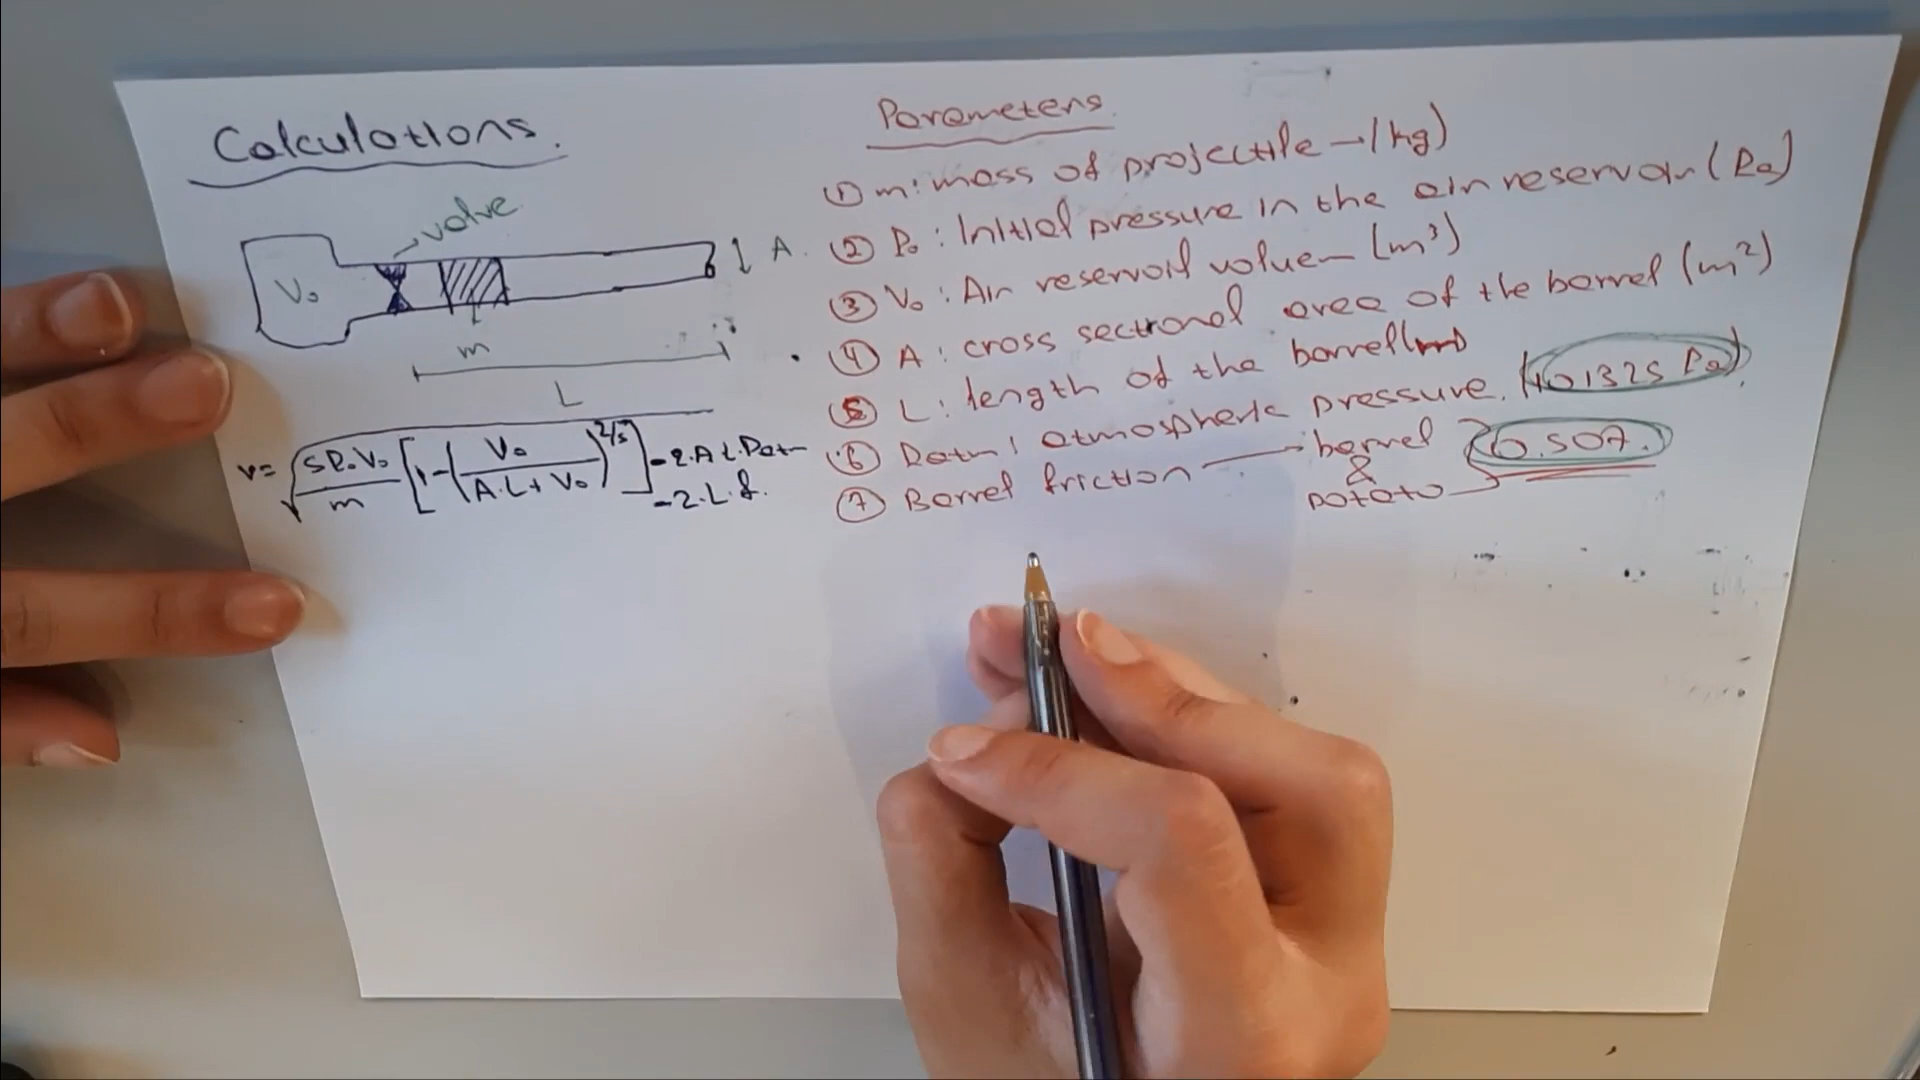 Calculations.
valve
V₀
A.
m
L
v= √ 5P₀.V₀/m [1-(V₀/A.L+V₀)^2/5] -2.A.L.Patm
-2.L.f.
Parameters
① m: mass of projectile → (kg)
② P₀: Initial pressure in the air reservoir (Pa)
③ V₀: Air reservoir volume (m³)
④ A: cross sectional area of the barrel (m²)
⑤ L: length of the barrel (m)
⑥ Patm: atmospheric pressure. (101325 Pa)
⑦ Barrel friction → barrel & potato 0.507.